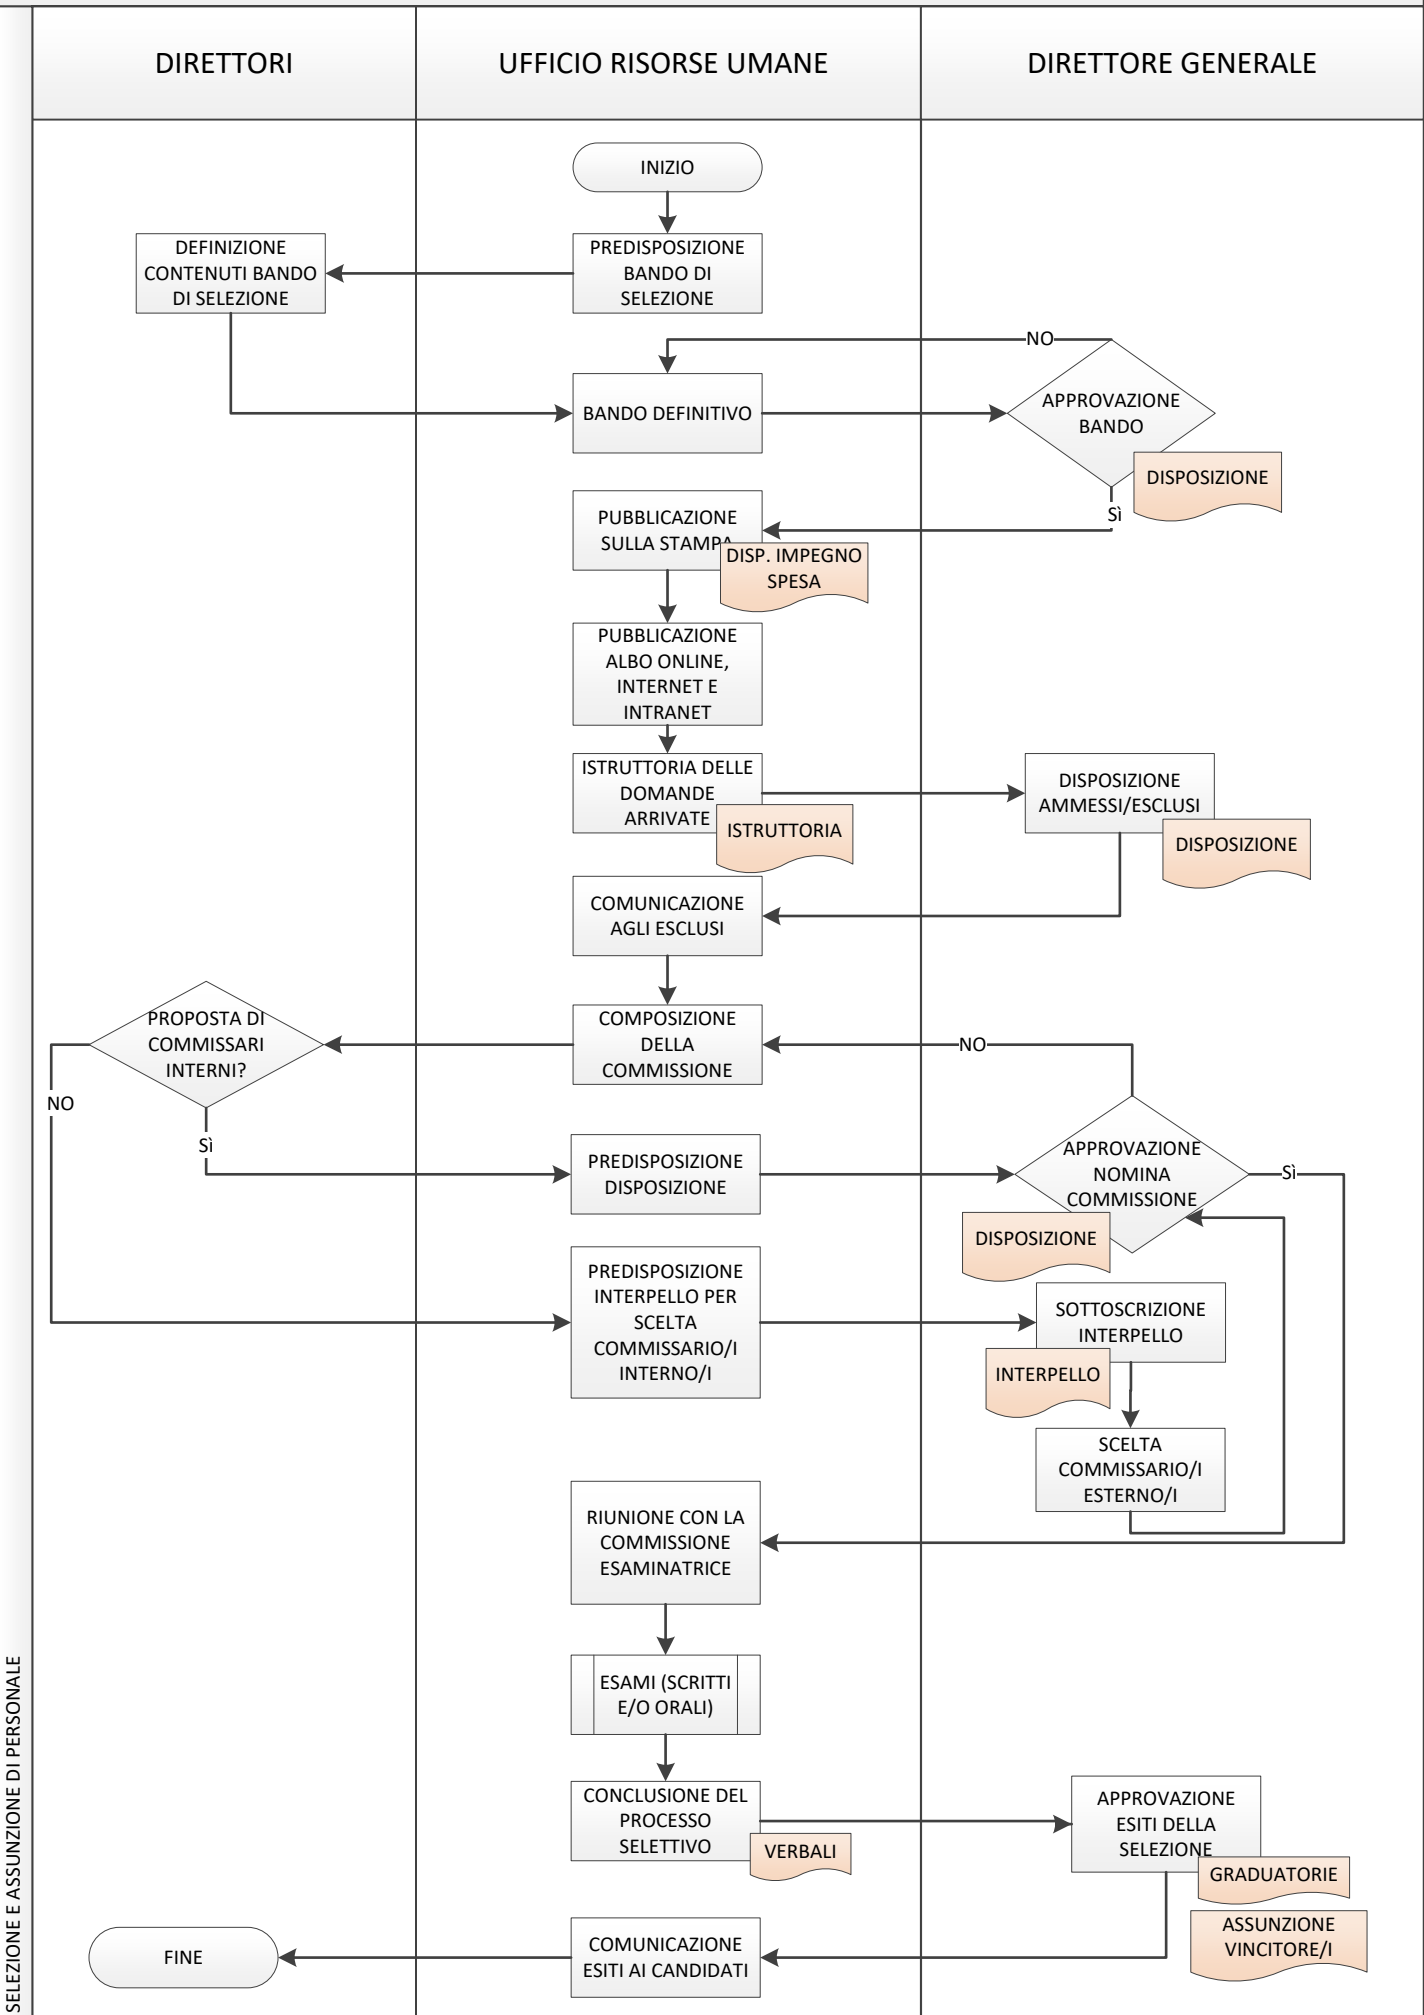 DIRETTORI
UFFICIO RISORSE UMANE
DIRETTORE GENERALE
INIZIO
DEFINIZIONE
CONTENUTI BANDO
DI SELEZIONE
PREDISPOSIZIONE
BANDO DI
SELEZIONE
NO
BANDO DEFINITIVO
APPROVAZIONE
BANDO
DISPOSIZIONE
Sì
PUBBLICAZIONE
SULLA STAMPA
DISP. IMPEGNO
SPESA
PUBBLICAZIONE
ALBO ONLINE,
INTERNET E
INTRANET
ISTRUTTORIA DELLE
DOMANDE
ARRIVATE
ISTRUTTORIA
DISPOSIZIONE
AMMESSI/ESCLUSI
DISPOSIZIONE
COMUNICAZIONE
AGLI ESCLUSI
PROPOSTA DI
COMMISSARI
INTERNI?
COMPOSIZIONE
DELLA
COMMISSIONE
NO
NO
Sì
PREDISPOSIZIONE
DISPOSIZIONE
APPROVAZIONE
NOMINA
COMMISSIONE
Sì
DISPOSIZIONE
PREDISPOSIZIONE
INTERPELLO PER
SCELTA
COMMISSARIO/I
INTERNO/I
SOTTOSCRIZIONE
INTERPELLO
INTERPELLO
SCELTA
COMMISSARIO/I
ESTERNO/I
RIUNIONE CON LA
COMMISSIONE
ESAMINATRICE
ESAMI (SCRITTI
E/O ORALI)
CONCLUSIONE DEL
PROCESSO
SELETTIVO
VERBALI
APPROVAZIONE
ESITI DELLA
SELEZIONE
GRADUATORIE
ASSUNZIONE
VINCITORE/I
COMUNICAZIONE
ESITI AI CANDIDATI
FINE
SELEZIONE E ASSUNZIONE DI PERSONALE